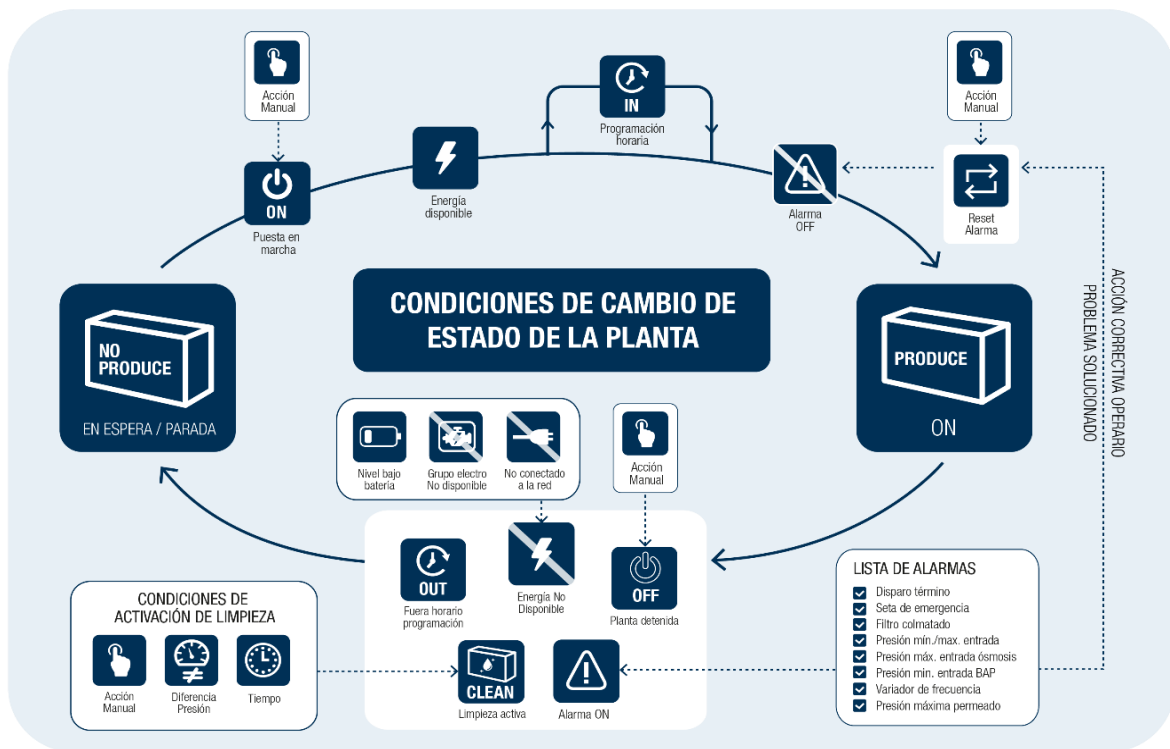 Acción
Manual
ON
Puesta en
marcha
Energía
disponible
IN
Programación
horaria
Alarma
OFF
Acción
Manual
Reset
Alarma
ACCIÓN CORRECTIVA OPERARIO
PROBLEMA SOLUCIONADO
CONDICIONES DE CAMBIO DE
ESTADO DE LA PLANTA
NO
PRODUCE
EN ESPERA / PARADA
PRODUCE
ON
Nivel bajo
batería
Grupo electro
No disponible
No conectado
a la red
Acción
Manual
OUT
Fuera horario
programación
Energía No
Disponible
OFF
Planta detenida
CLEAN
Limpieza activa
Alarma ON
CONDICIONES DE
ACTIVACIÓN DE LIMPIEZA
Acción
Manual
Diferencia
Presión
Tiempo
LISTA DE ALARMAS
Disparo término
Seta de emergencia
Filtro colmatado
Presión mín./max. entrada
Presión máx. entrada ósmosis
Presión min. entrada BAP
Variador de frecuencia
Presión máxima permeado